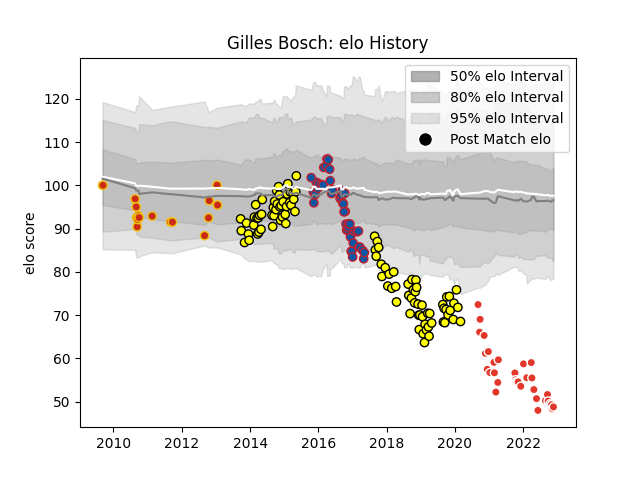 Gilles Bosch: elo History
50% elo Interval
80% elo Interval
95% elo Interval
Post Match elo
elo score
120
110
100
90
80
70
60
50
2010 2012 2014 2016 2018 2020 2022